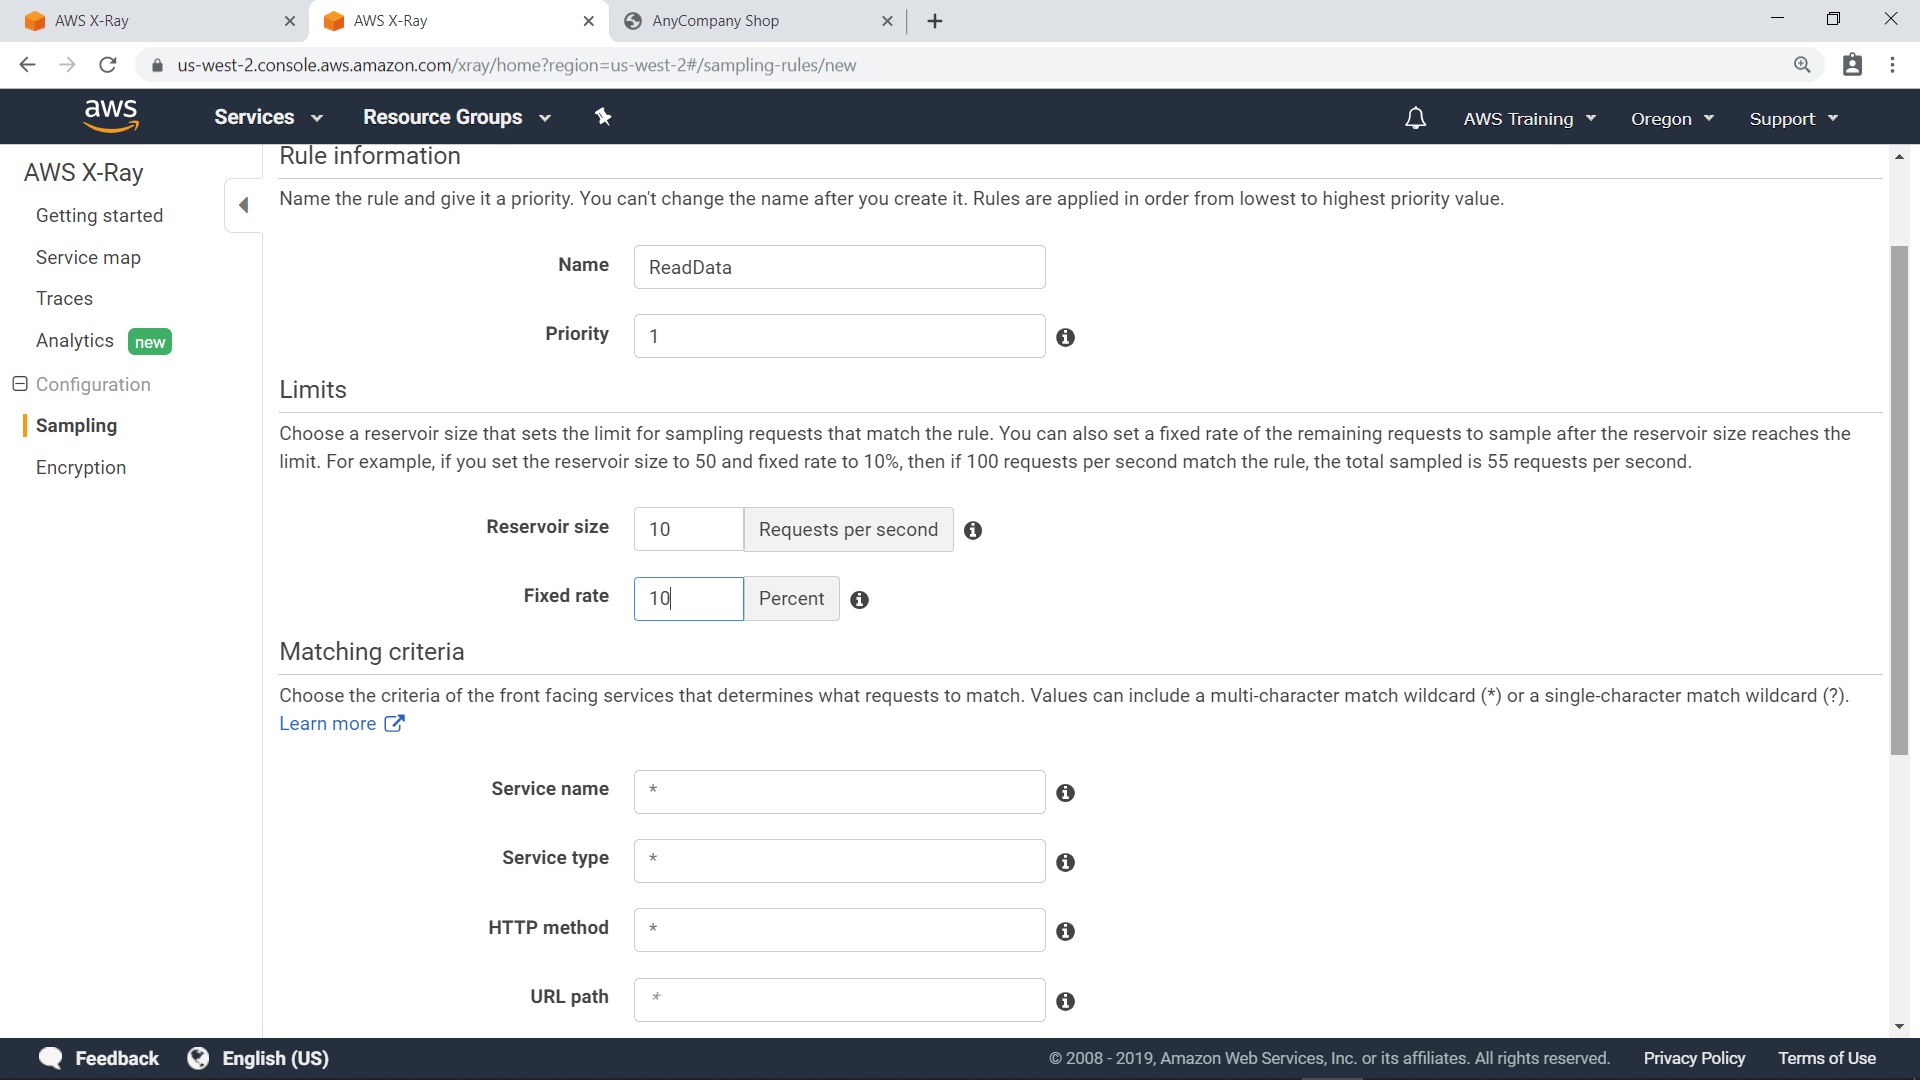 AWS X-Ray
AWS X-Ray
AnyCompany Shop
us-west-2.console.aws.amazon.com/xray/home?region=us-west-2#/sampling-rules/new
aws
Services
Resource Groups
AWS Training
Oregon
Support
AWS X-Ray
Getting started
Service map
Traces
Analytics new
Configuration
Sampling
Encryption
Rule information
Name the rule and give it a priority. You can't change the name after you create it. Rules are applied in order from lowest to highest priority value.
Name ReadData
Priority 1
Limits
Choose a reservoir size that sets the limit for sampling requests that match the rule. You can also set a fixed rate of the remaining requests to sample after the reservoir size reaches the
limit. For example, if you set the reservoir size to 50 and fixed rate to 10%, then if 100 requests per second match the rule, the total sampled is 55 requests per second.
Reservoir size 10 Requests per second
Fixed rate 10 Percent
Matching criteria
Choose the criteria of the front facing services that determines what requests to match. Values can include a multi-character match wildcard (*) or a single-character match wildcard (?).
Learn more
Service name *
Service type *
HTTP method *
URL path *
Feedback
English (US)
© 2008 - 2019, Amazon Web Services, Inc. or its affiliates. All rights reserved.
Privacy Policy
Terms of Use